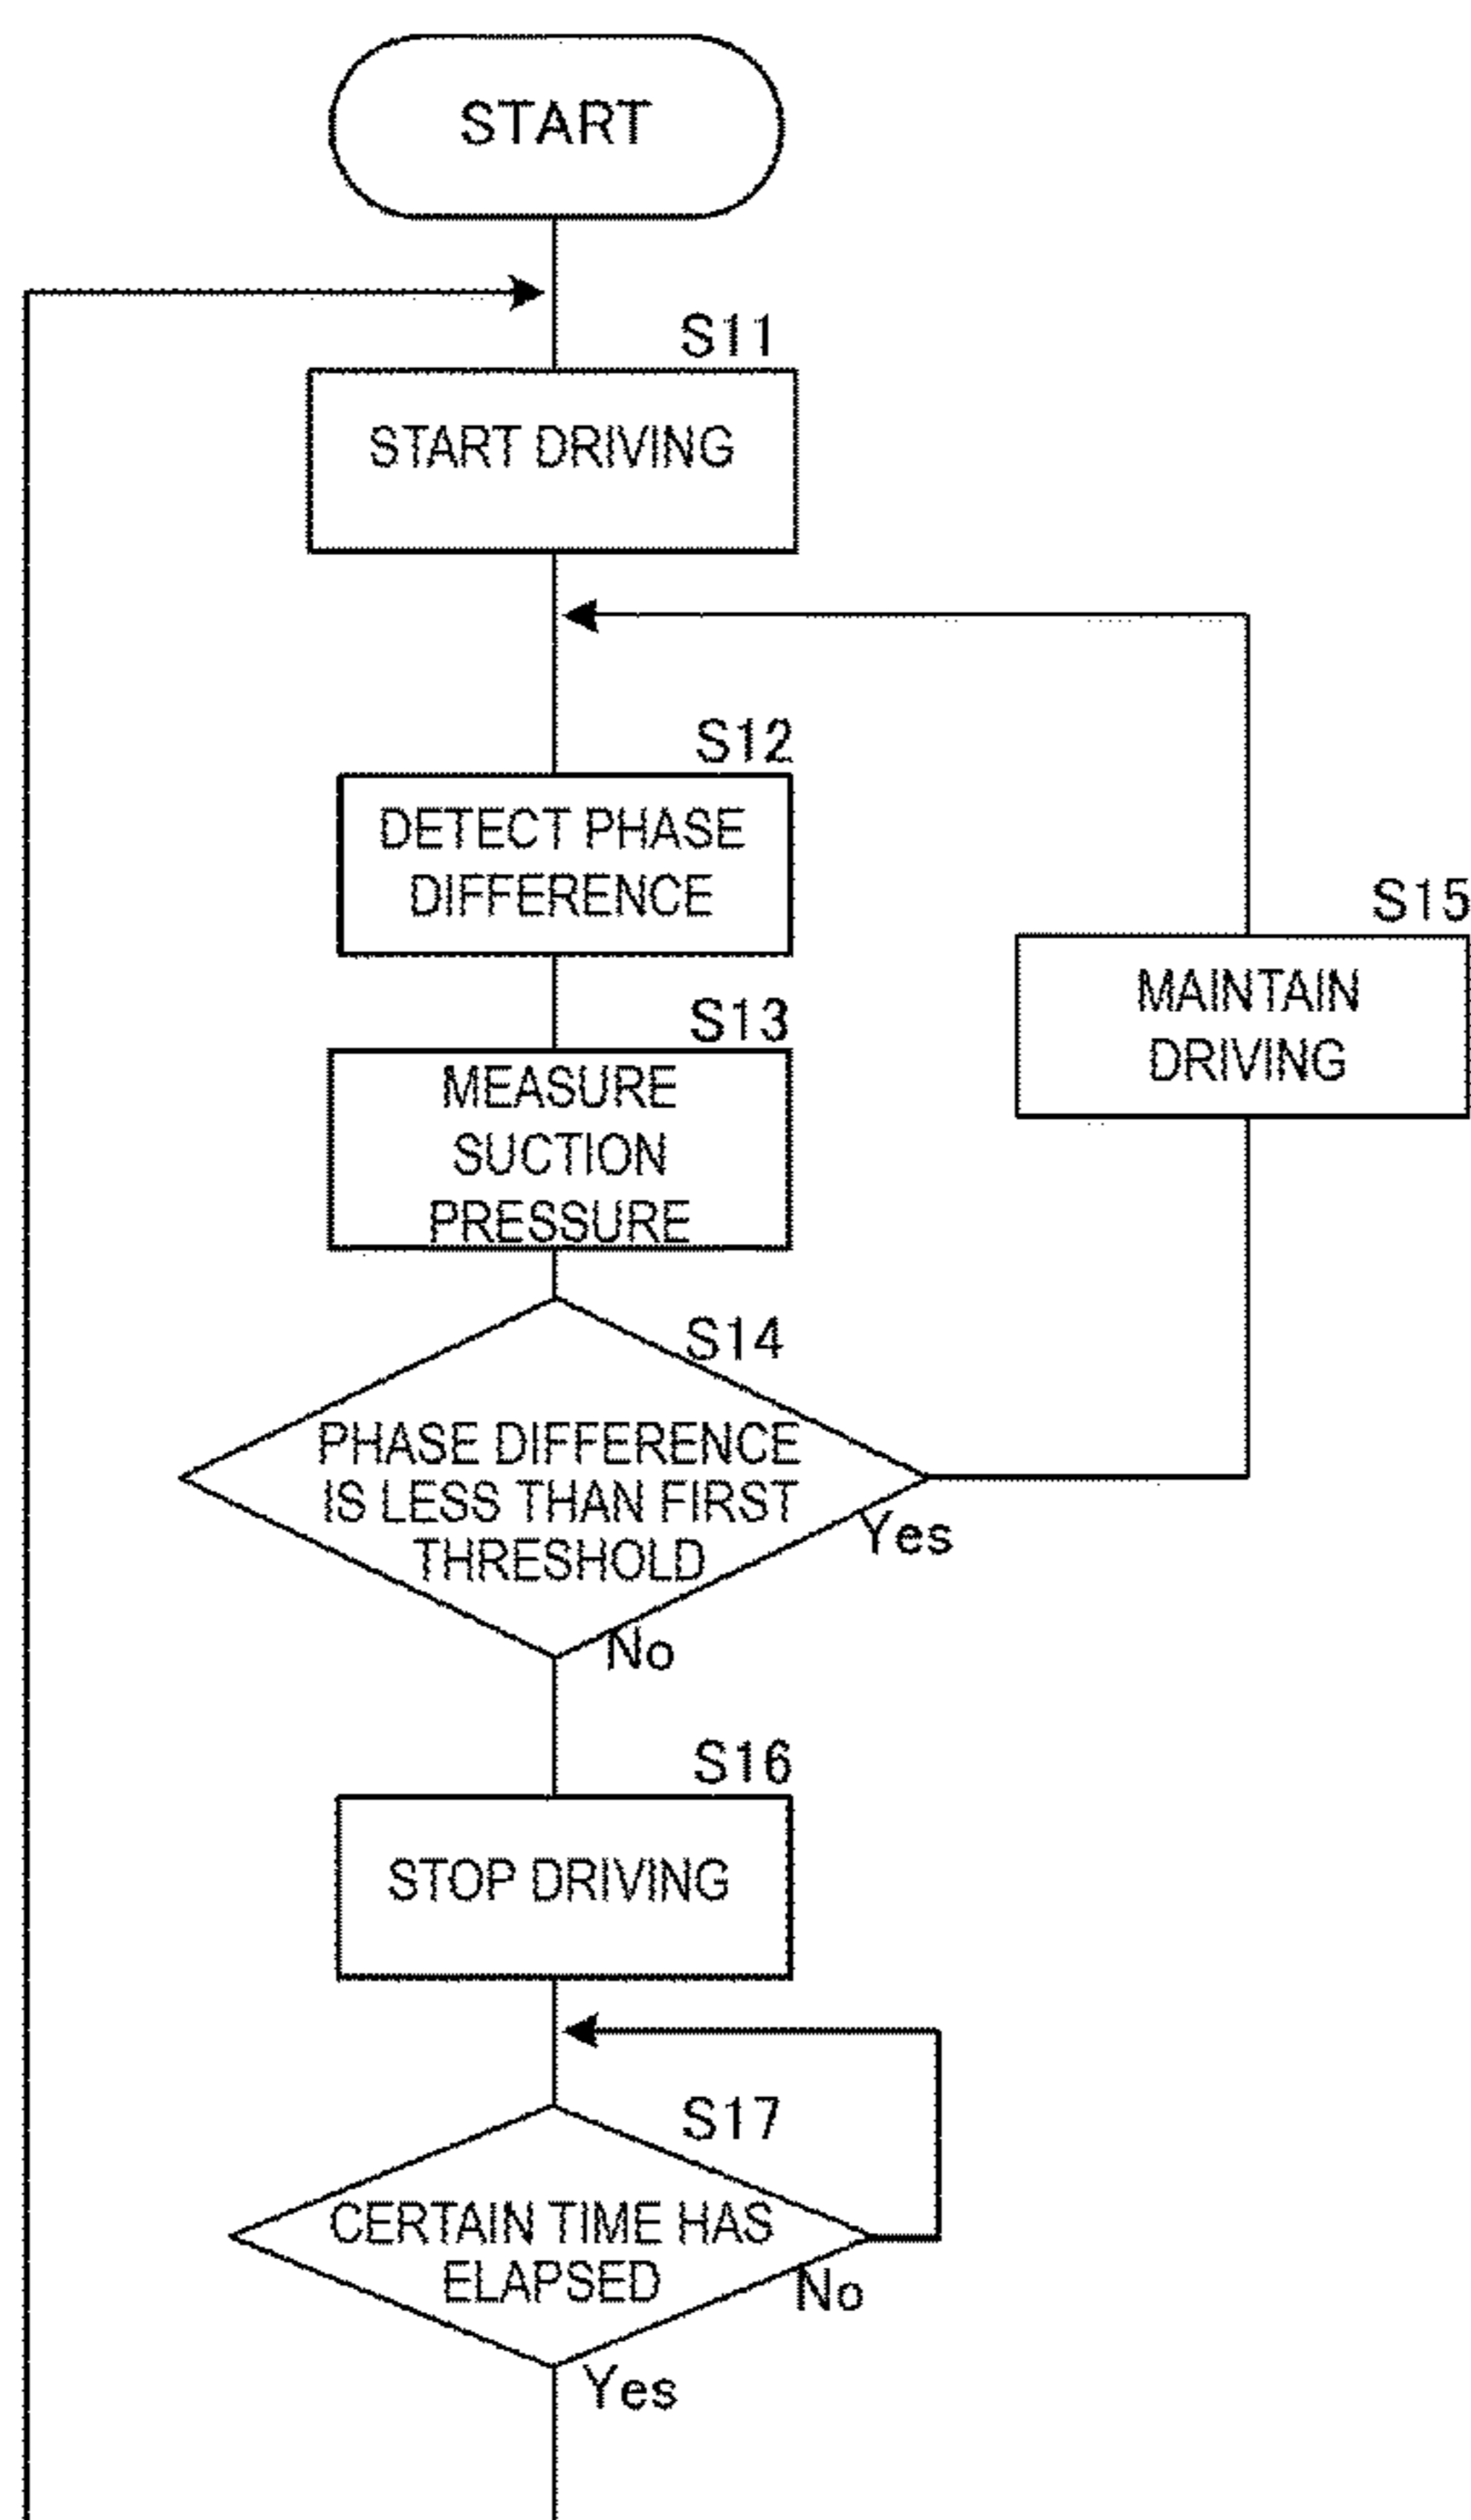 START
S11
START DRIVING
S12
DETECT PHASE
DIFFERENCE
S15
MAINTAIN
DRIVING
S13
MEASURE
SUCTION
PRESSURE
S14
PHASE DIFFERENCE
IS LESS THAN FIRST
THRESHOLD
Yes
No
S16
STOP DRIVING
S17
CERTAIN TIME HAS
ELAPSED
No
Yes